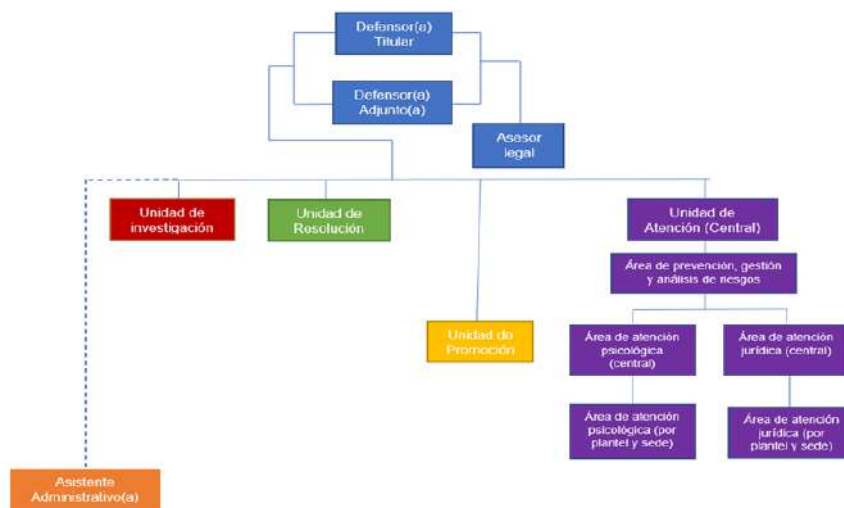 Defensor(a)
Titular
Defensor(a)
Adjunto(a)
Asesor
legal
Unidad de
investigación
Unidad de
Resolución
Unidad de
Atención (Central)
Área de prevención, gestión
y análisis de riesgos
Unidad de
Promoción
Área de atención
psicológica
(central)
Área de atención
jurídica (central)
Área de atención
psicológica (por
plantel y sede)
Área de atención
jurídica (por
plantel y sede)
Asistente
Administrativo(a)